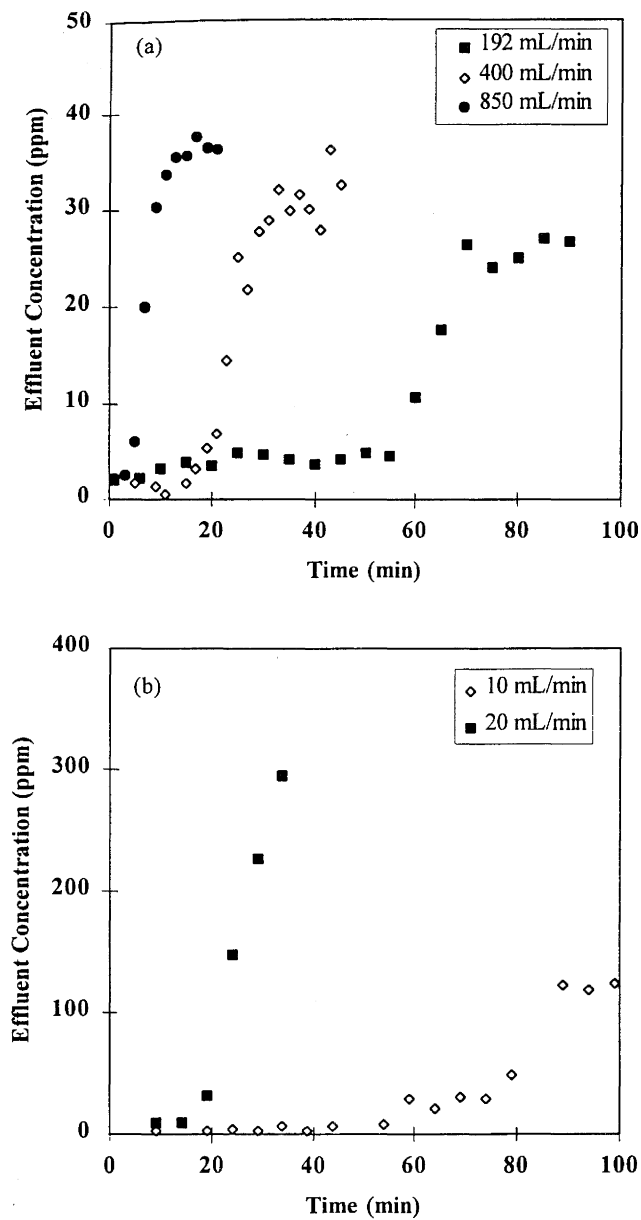 50
(a)
192 mL/min
400 mL/min
850 mL/min
40
30
20
10
0
Effluent Concentration (ppm)
0 20 40 60 80 100
Time (min)
400
(b)
10 mL/min
20 mL/min
300
200
100
0
Effluent Concentration (ppm)
0 20 40 60 80 100
Time (min)